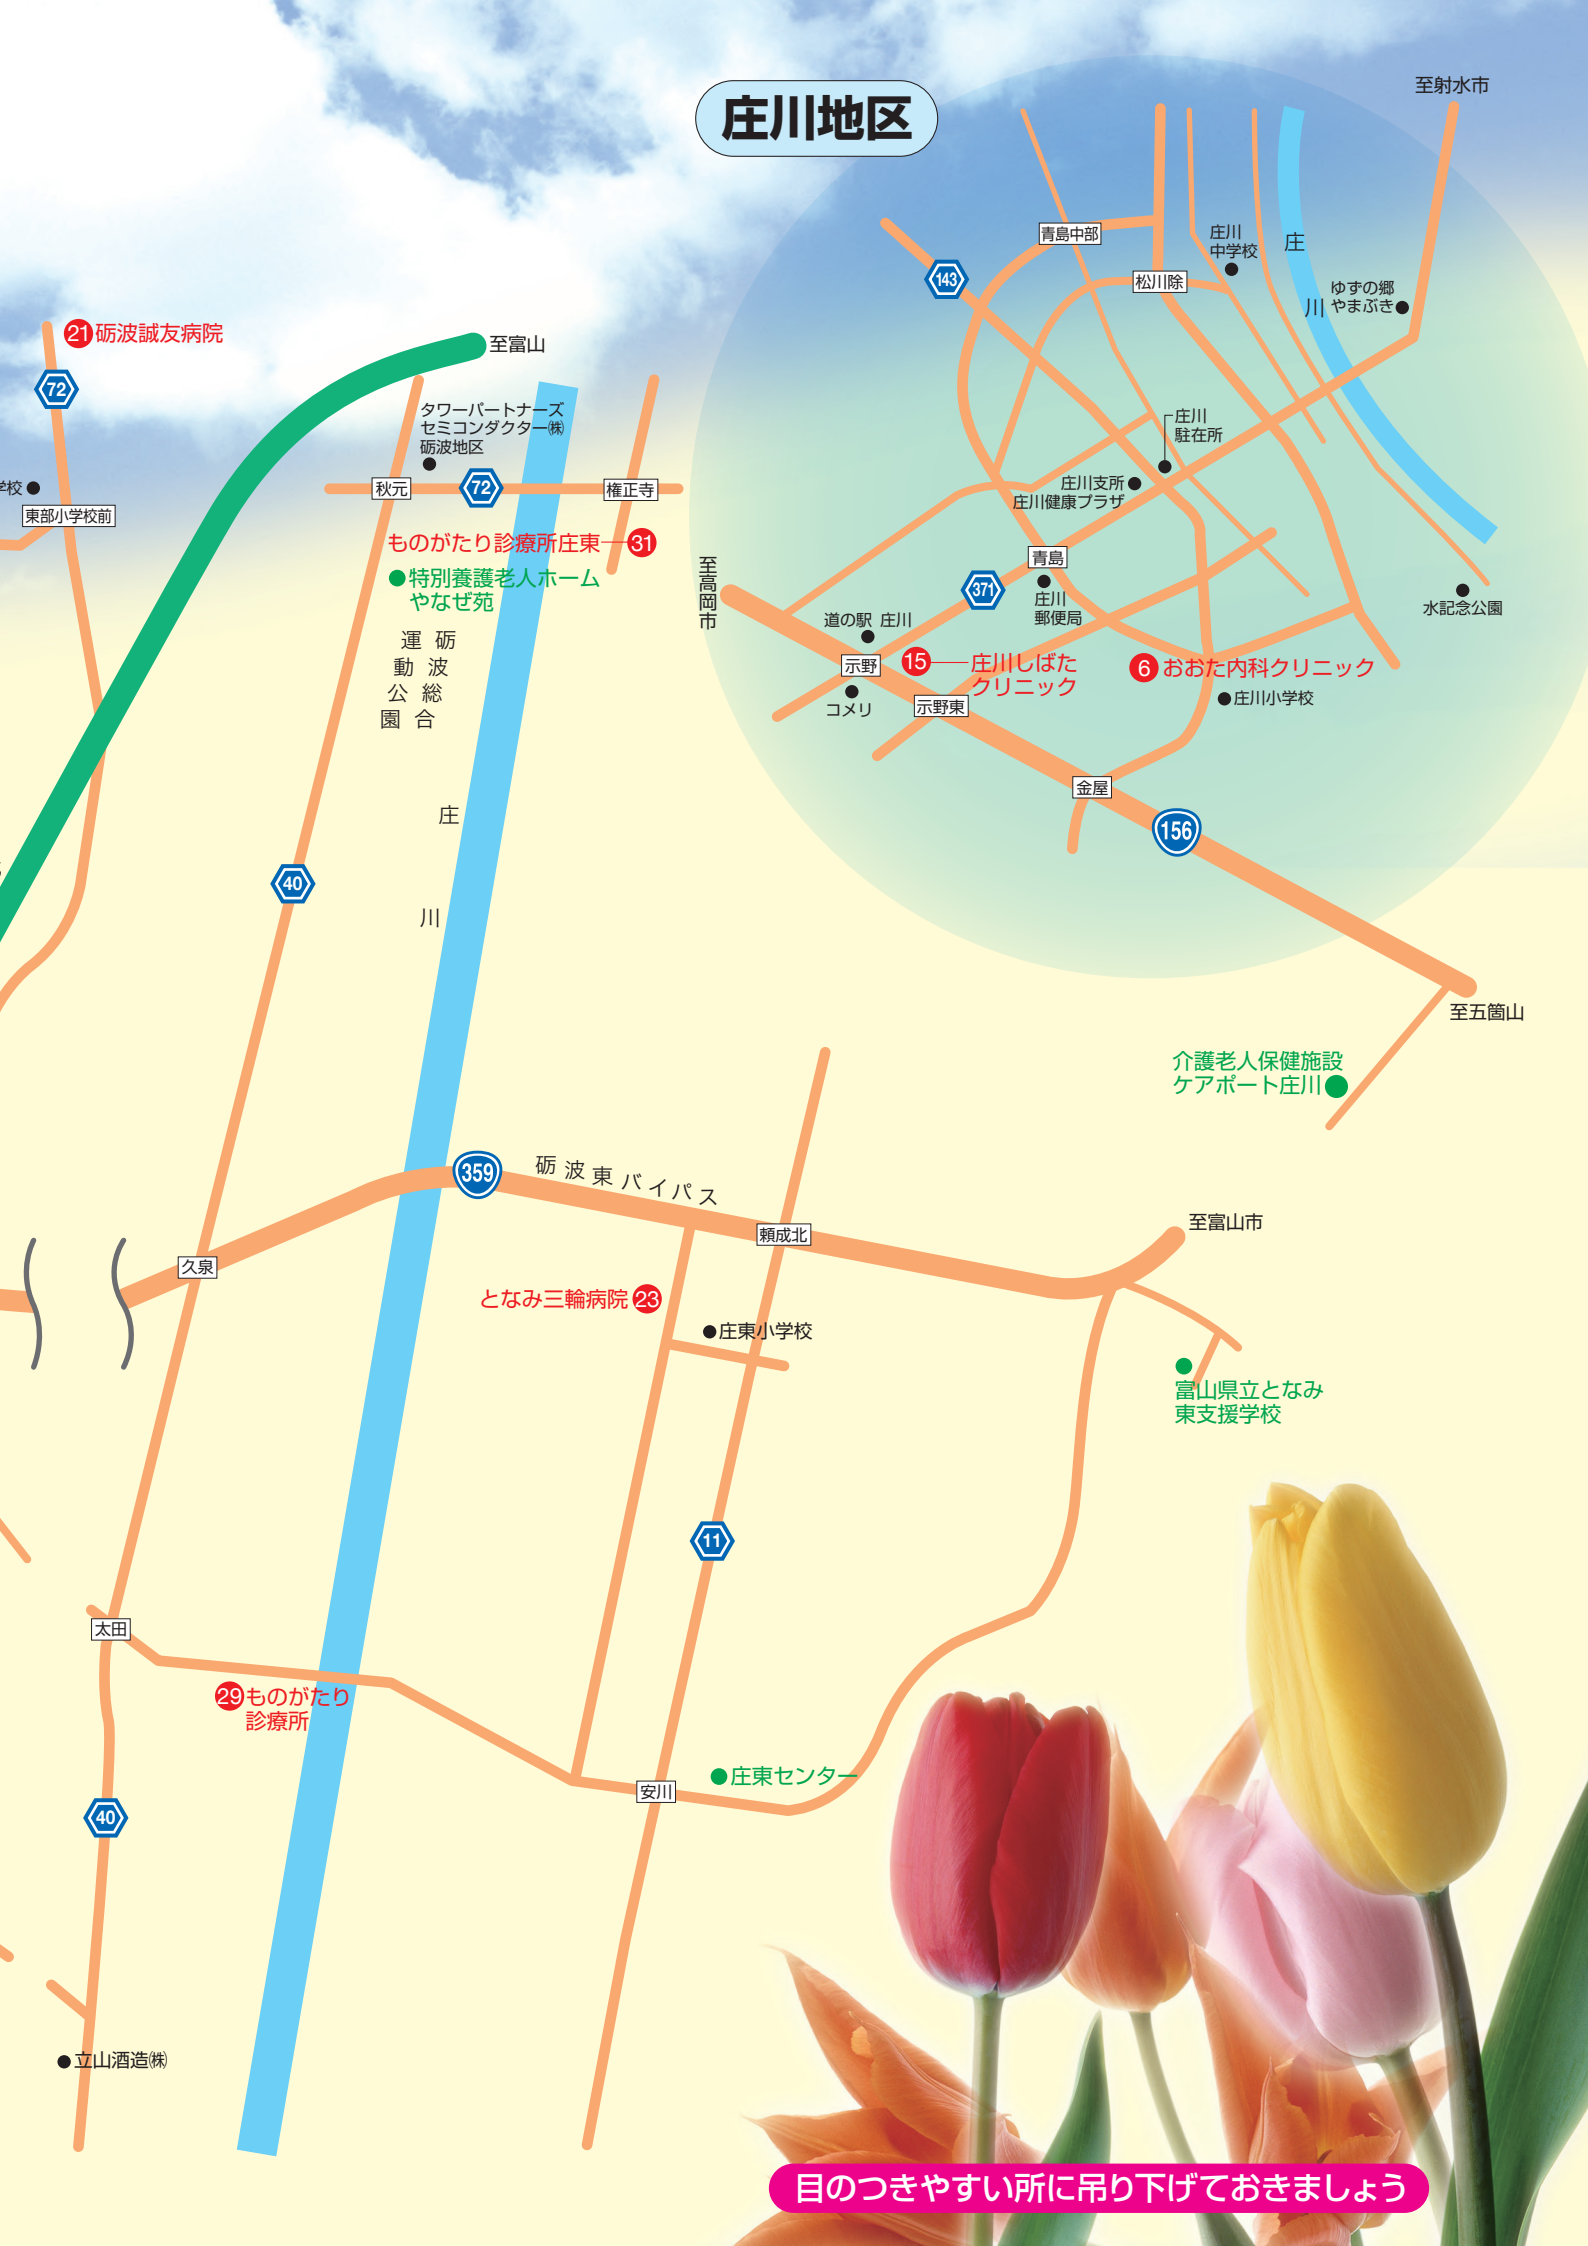 庄川地区
至射水市
青島中部
143
松川除
庄川
中学校
庄川
ゆずの郷
やまぶき
庄川
駐在所
庄川支所
庄川健康プラザ
至高岡市
青島
371
庄川
郵便局
道の駅 庄川
示野
15
庄川しばた
クリニック
6 おおた内科クリニック
庄川小学校
コメリ
示野東
水記念公園
金屋
156
至五箇山
介護老人保健施設
ケアポート庄川
21 砺波誠友病院
72
至富山
タワーパートナーズ
セミコンダクター㈱
砺波地区
学校
東部小学校前
秋元
72
権正寺
ものがたり診療所庄東 31
特別養護老人ホーム
やなぜ苑
砺波総合
運動公園
庄川
40
359
砺波東バイパス
頼成北
至富山市
久泉
となみ三輪病院 23
庄東小学校
富山県立となみ
東支援学校
11
太田
29 ものがたり
診療所
安川
庄東センター
40
立山酒造㈱
目のつきやすい所に吊り下げておきましょう